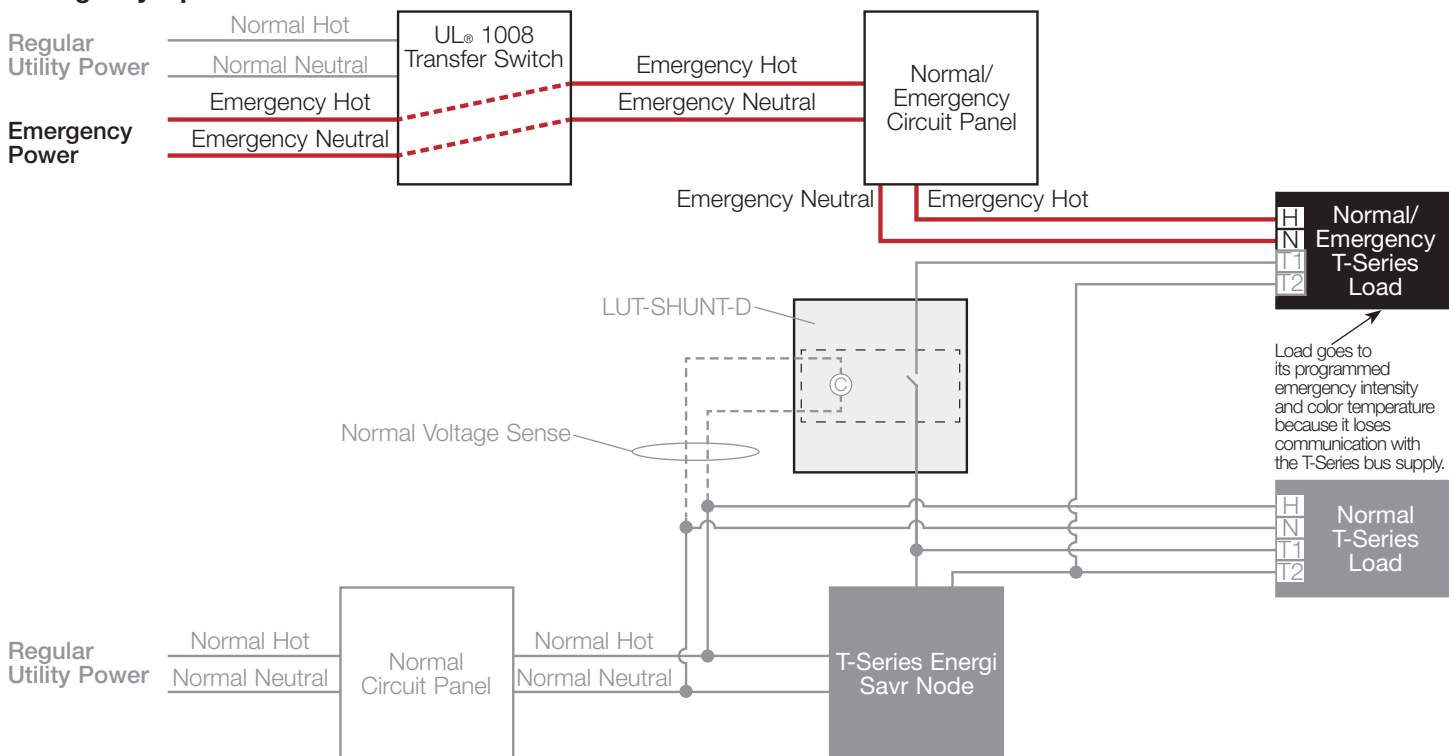 Normal Hot
Regular
Utility Power
Normal Neutral
Emergency Hot
Emergency
Power
Emergency Neutral
UL® 1008
Transfer Switch
Emergency Hot
Emergency Neutral
Normal/
Emergency
Circuit Panel
Emergency Neutral
Emergency Hot
H
N
T1
T2
Normal/
Emergency
T-Series
Load
Load goes to
its programmed
emergency intensity
and color temperature
because it loses
communication with
the T-Series bus supply.
LUT-SHUNT-D
C
Normal Voltage Sense
H
N
T1
T2
Normal
T-Series
Load
Regular
Utility Power
Normal Hot
Normal Neutral
Normal
Circuit Panel
Normal Hot
Normal Neutral
T-Series Energi
Savr Node